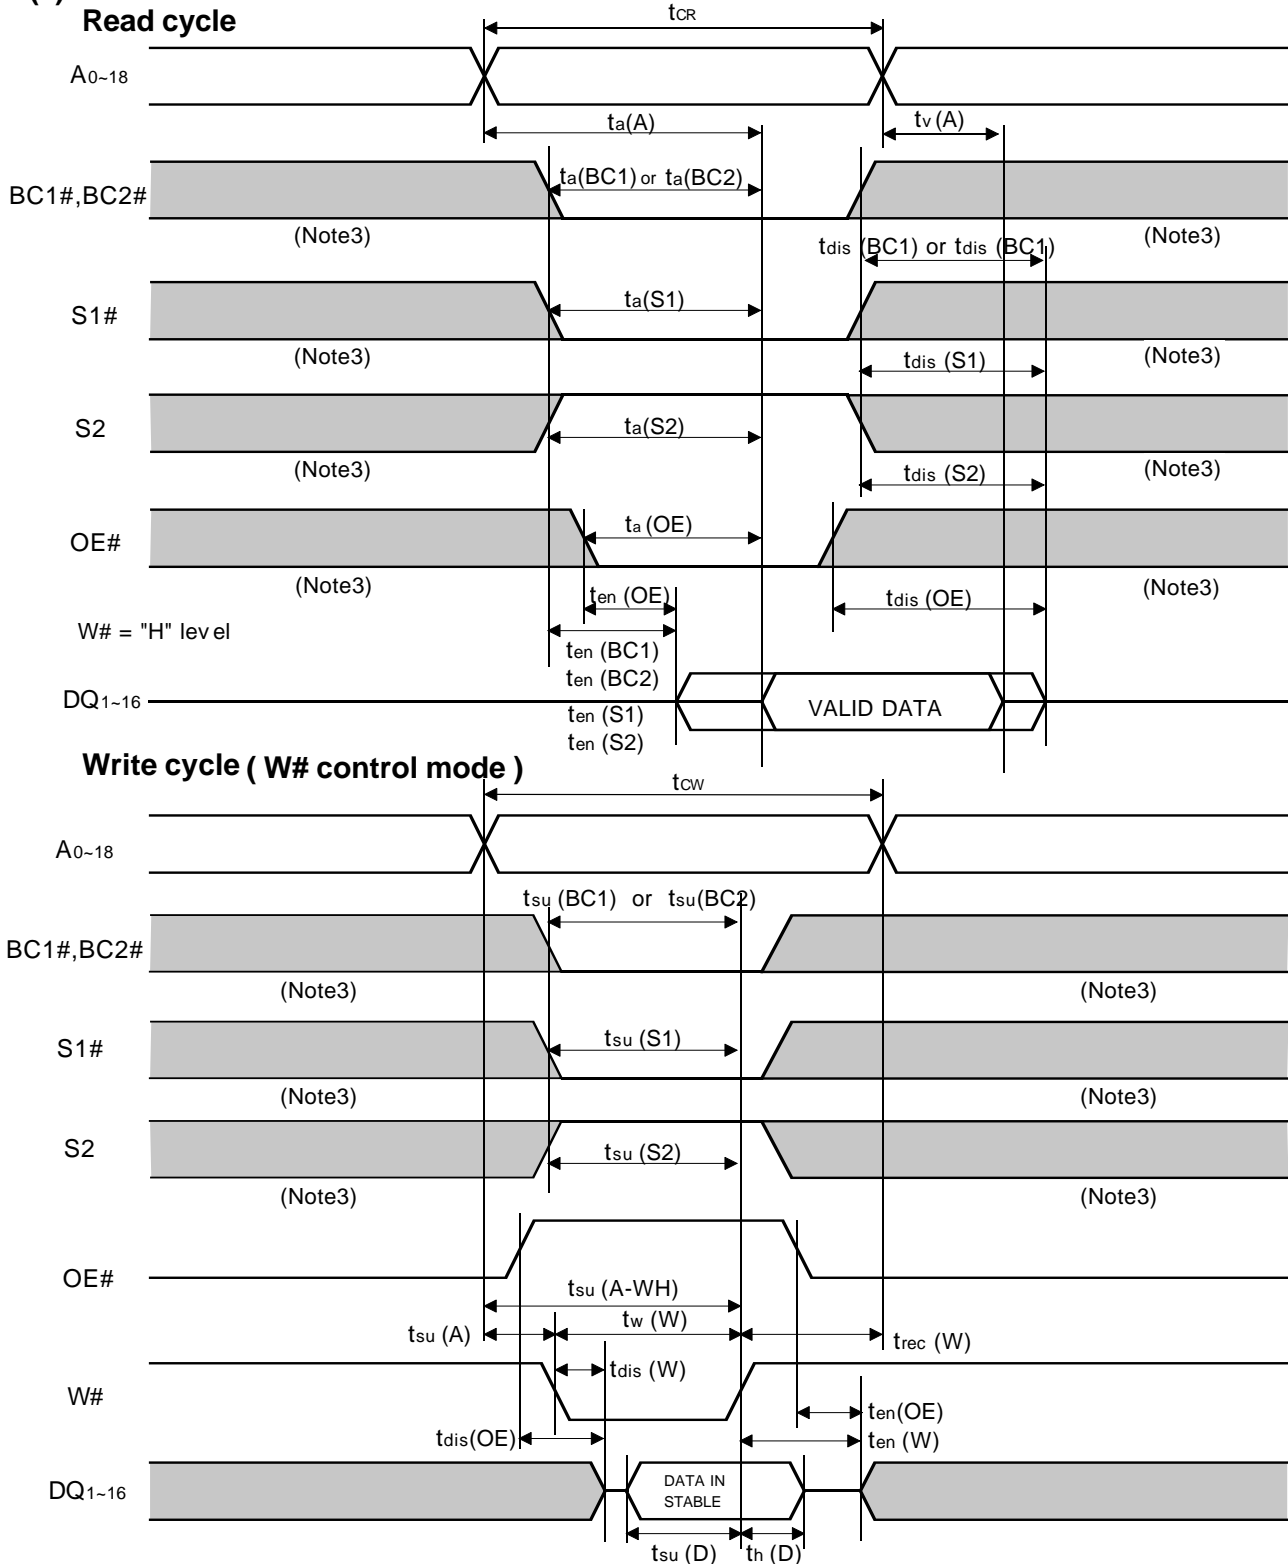 Read cycle
tCR
A0~18
ta(A)
tv (A)
ta(BC1) or ta(BC2)
BC1#,BC2#
(Note3)
(Note3)
tdis (BC1) or tdis (BC1)
S1#
ta(S1)
(Note3)
(Note3)
tdis (S1)
S2
ta(S2)
(Note3)
(Note3)
tdis (S2)
OE#
ta (OE)
(Note3)
(Note3)
ten (OE)
tdis (OE)
W# = "H" level
ten (BC1)
ten (BC2)
DQ1~16
ten (S1)
ten (S2)
VALID DATA
Write cycle ( W# control mode )
tCW
A0~18
tsu (BC1) or tsu(BC2)
BC1#,BC2#
(Note3)
(Note3)
S1#
tsu (S1)
(Note3)
(Note3)
S2
tsu (S2)
(Note3)
(Note3)
OE#
tsu (A-WH)
tsu (A)
tw (W)
trec (W)
tdis (W)
W#
ten(OE)
tdis(OE)
ten (W)
DQ1~16
DATA IN
STABLE
tsu (D)
th (D)